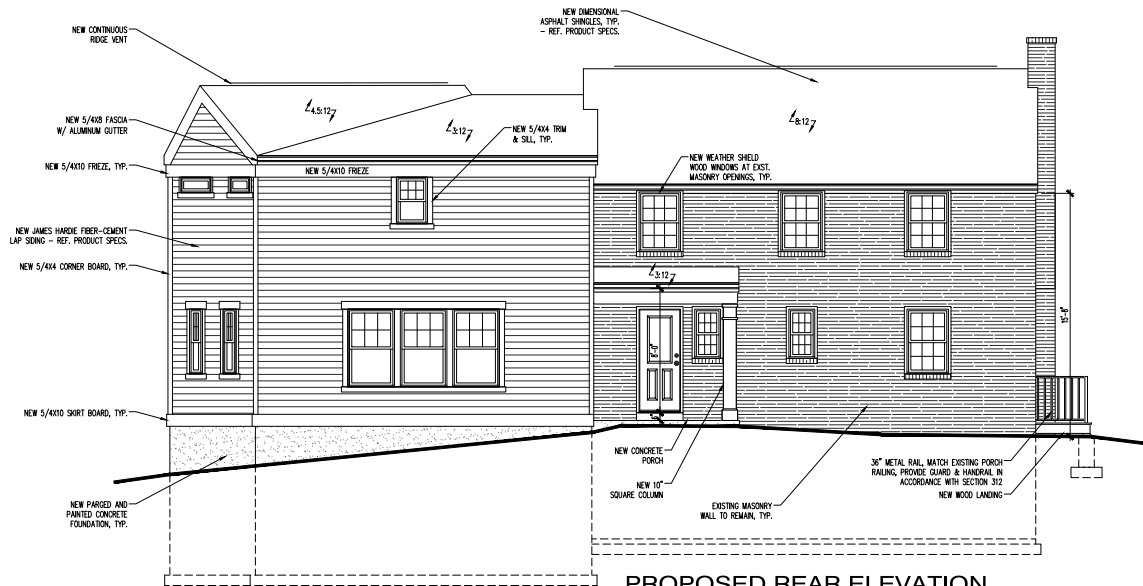 NEW CONTINUOUS
RIDGE VENT
NEW DIMENSIONAL
ASPHALT SHINGLES, TYP.
- REF. PRODUCT SPECS.
4.5:12
3:12
8:12
NEW 5/4X8 FASCIA
W/ ALUMINUM GUTTER
NEW 5/4X4 TRIM
& SILL, TYP.
NEW 5/4X10 FRIEZE, TYP.
NEW 5/4X10 FRIEZE
NEW WEATHER SHIELD
WOOD WINDOWS AT EXST.
MASONRY OPENINGS, TYP.
NEW JAMES HARDIE FIBER-CEMENT
LAP SIDING - REF. PRODUCT SPECS.
NEW 5/4X4 CORNER BOARD, TYP.
3:12
8'-0"
15'-8"
NEW 5/4X10 SKIRT BOARD, TYP.
NEW CONCRETE
PORCH
NEW 10"
SQUARE COLUMN
36" METAL RAIL, MATCH EXISTING PORCH
RAILING, PROVIDE GUARD & HANDRAIL IN
ACCORDANCE WITH SECTION 312
NEW WOOD LANDING
NEW PARGED AND
PAINTED CONCRETE
FOUNDATION, TYP.
EXISTING MASONRY
WALL TO REMAIN, TYP.
PROPOSED REAR ELEVATION